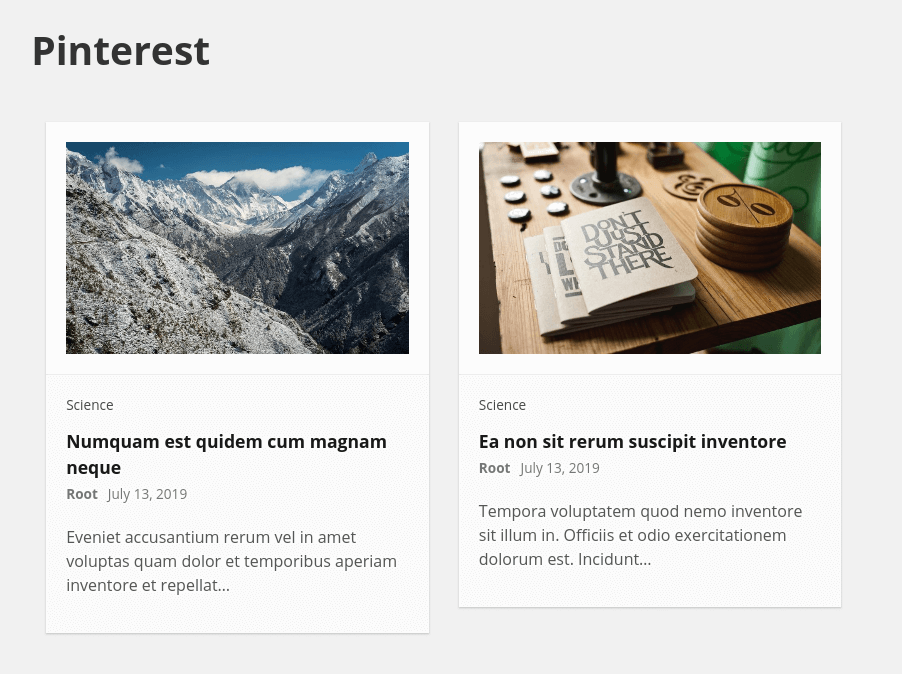 Pinterest
DON'T
JUST
STAND
THERE
Science
Numquam est quidem cum magnam
neque
Root July 13, 2019
Eveniet accusantium rerum vel in amet
voluptas quam dolor et temporibus aperiam
inventore et repellat...
Science
Ea non sit rerum suscipit inventore
Root July 13, 2019
Tempora voluptatem quod nemo inventore
sit illum in. Officiis et odio exercitationem
dolorum est. Incidunt...